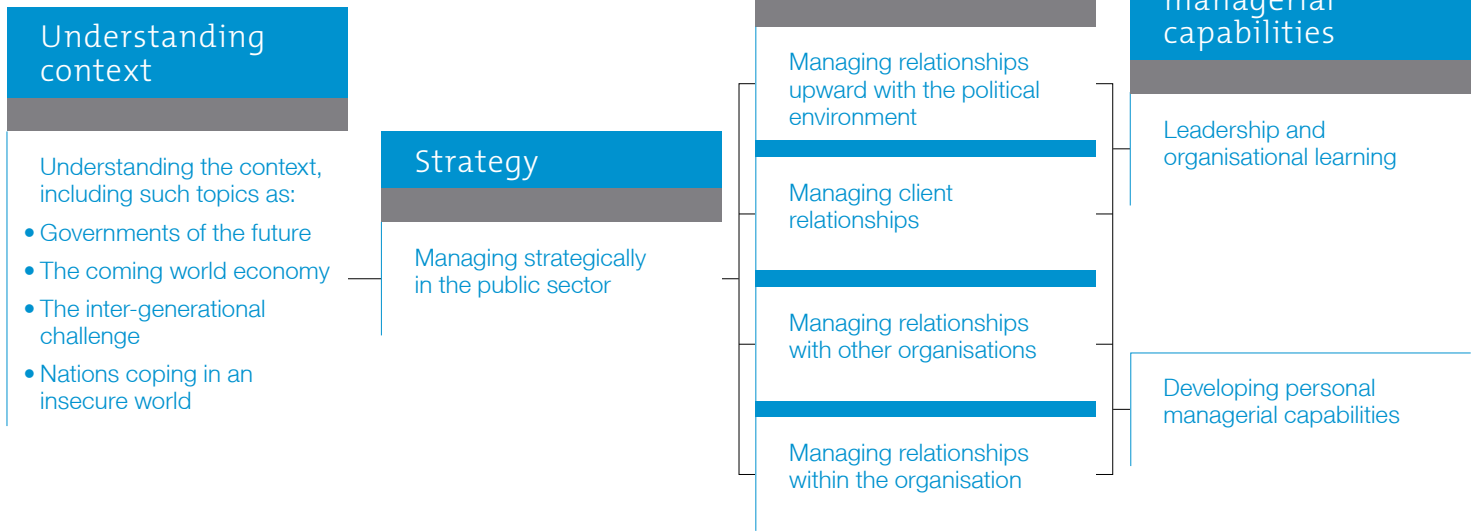 Understanding
context
Understanding the context,
including such topics as:
• Governments of the future
• The coming world economy
• The inter-generational
challenge
• Nations coping in an
insecure world
Strategy
Managing strategically
in the public sector
Managing relationships
upward with the political
environment
Managing client
relationships
Managing relationships
with other organisations
Managing relationships
within the organisation
managerial
capabilities
Leadership and
organisational learning
Developing personal
managerial capabilities